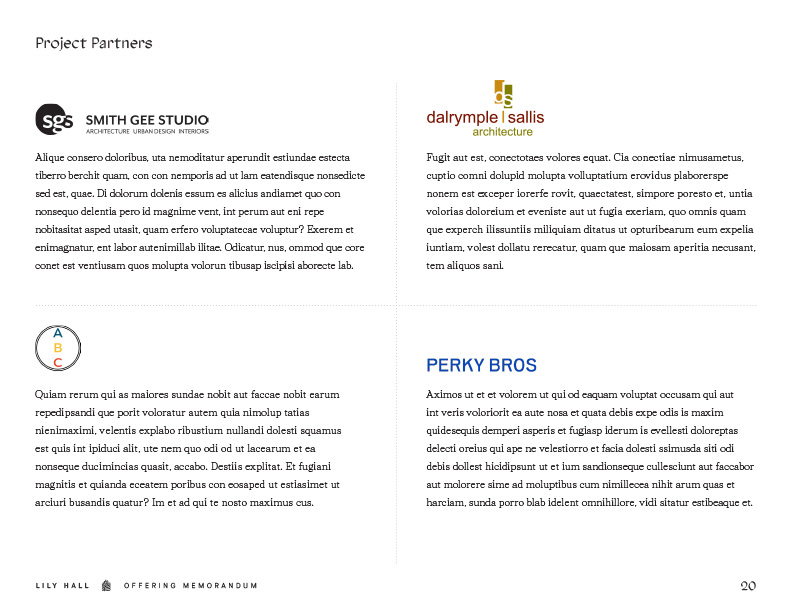 Project Partners
sgs
SMITH GEE STUDIO
ARCHITECTURE URBAN DESIGN INTERIORS
Alique consero doloribus, uta nemoditatur aperundit estiundae estecta
tiberro berchit quam, con con nemporis ad ut lam eatendisque nonsedicte
sed est, quae. Di dolorum dolenis essum es alicius andiamet quo con
nonsequo delentia pero id magnime vent, int perum aut eni repe
nobitasitat asped utasit, quam erfero voluptatecae voluptur? Exerem et
enimagnatur, ent labor autenimillab ilitae. Odicatur, nus, ommod que core
conet est ventiusam quos molupta volorun tibusap iscipisi aborecte lab.
ds
dalrymple | sallis
architecture
Fugit aut est, conectotaes volores equat. Cia conectiae nimusametus,
cuptio comni dolupid molupta volluptatium erovidus plaborerspe
nonem est exceper iorerfe rovit, quaectatest, simpore poresto et, untia
volorias doloreium et eveniste aut ut fugia exeriam, quo omnis quam
que experch ilissuntiis miliquiam ditatus ut opturibearum eum expelia
iuntiam, volest dollatu rerecatur, quam que maiosam aperitia necusant,
tem aliquos sani.
A
B
C
Quiam rerum qui as maiores sundae nobit aut faccae nobit earum
repedipsandi que porit voloratur autem quia nimolup tatias
nienimaximi, velentis explabo ribustium nullandi dolesti squamus
est quis int ipiduci alit, ute nem quo odi od ut lacearum et ea
nonseque ducimincias quasit, accabo. Destiis explitat. Et fugiani
magnitis et quianda eceatem poribus con eosaped ut estiasimet ut
arciuri busandis quatur? Im et ad qui te nosto maximus cus.
PERKY BROS
Aximos ut et et volorem ut qui od eaquam voluptat occusam qui aut
int veris voloriorit ea aute nosa et quata debis expe odis is maxim
quidesequis demperi asperis et fugiasp iderum is evellesti doloreptas
delecti oreius qui ape ne velestiorro et facia dolesti ssimusda siti odi
debis dollest hicidipsunt ut et ium sandionseque cullesciunt aut faccabor
aut molorere sime ad moluptibus cum nimillecea nihit arum quas et
harciam, sunda porro blab idelent omnihillore, vidi sitatur estibeaque et.
LILY HALL OFFERING MEMORANDUM
20